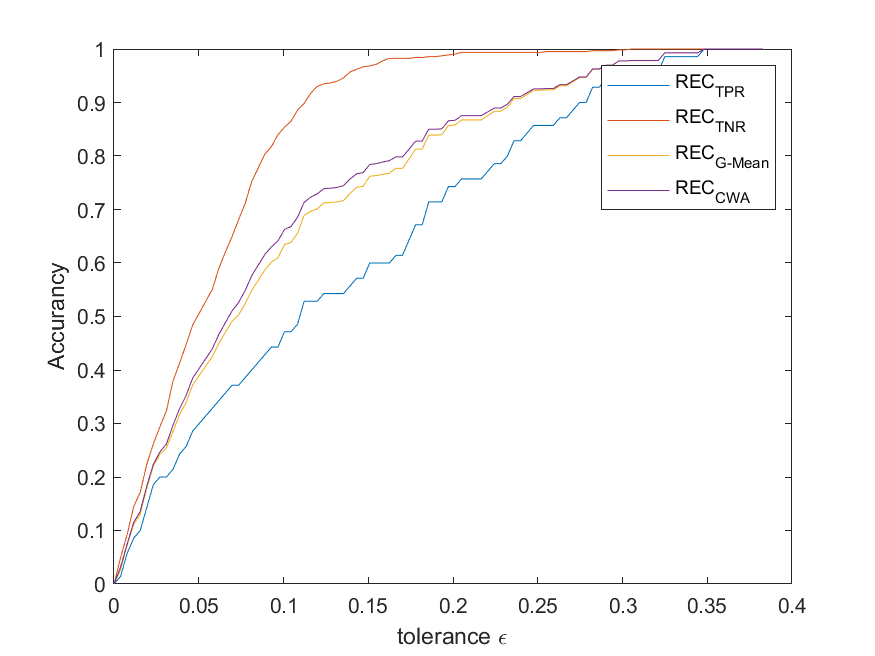 1
0.9
0.8
0.7
0.6
0.5
0.4
0.3
0.2
0.1
0
Accurancy
REC_TPR
REC_TNR
REC_G-Mean
REC_CWA
0 0.05 0.1 0.15 0.2 0.25 0.3 0.35 0.4
tolerance ϵ